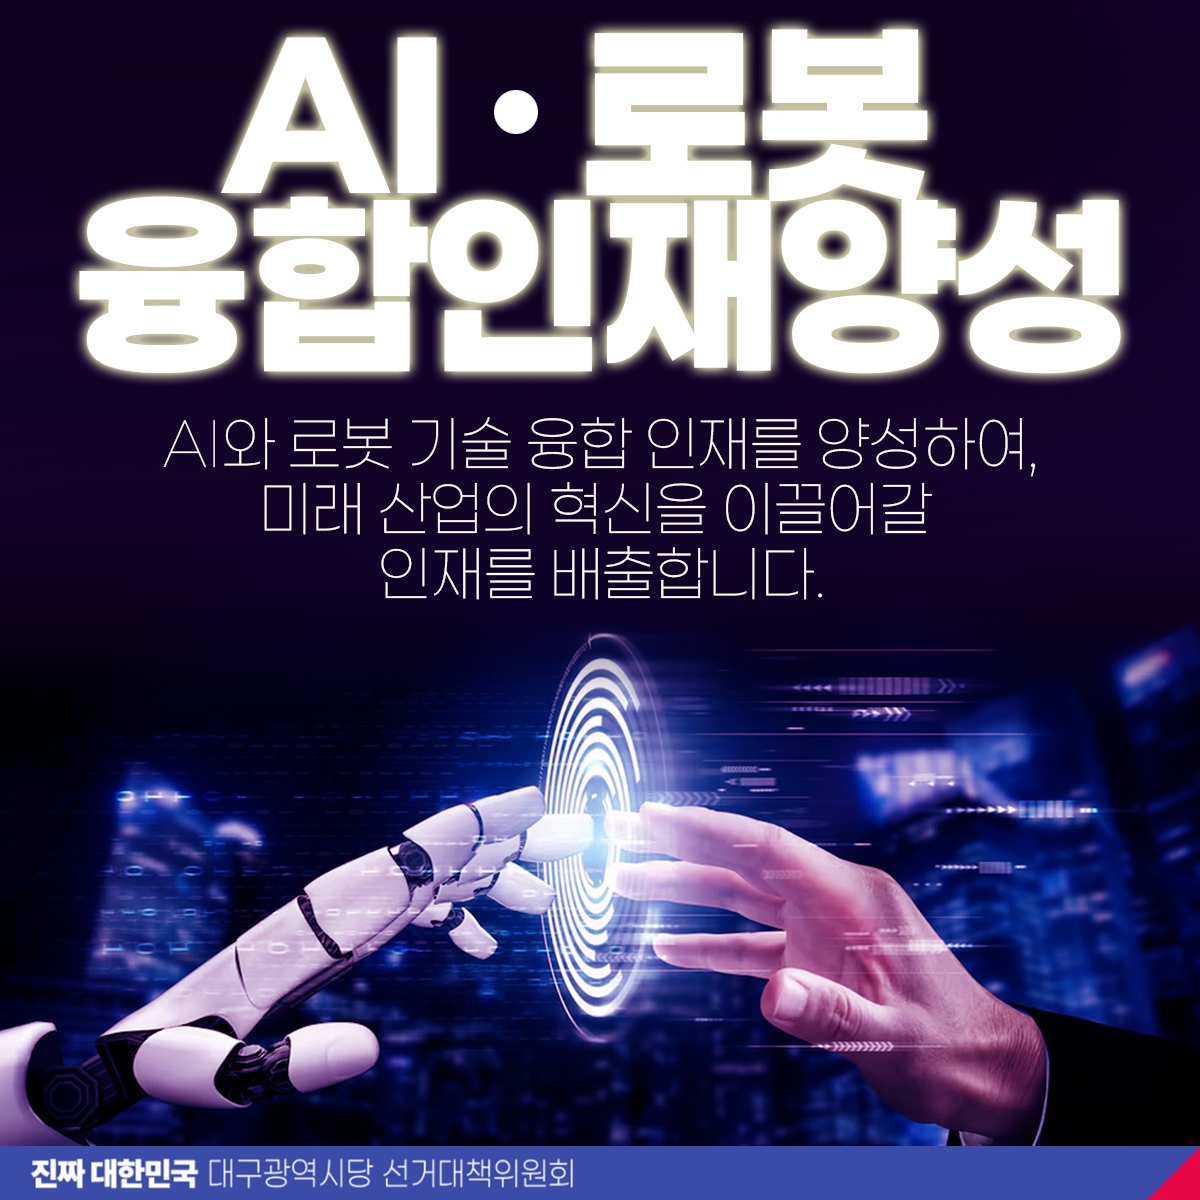 AI · 로봇
융합인재양성
AI와 로봇 기술 융합 인재를 양성하여,
미래 산업의 혁신을 이끌어갈
인재를 배출합니다.
진짜 대한민국 대구광역시당 선거대책위원회